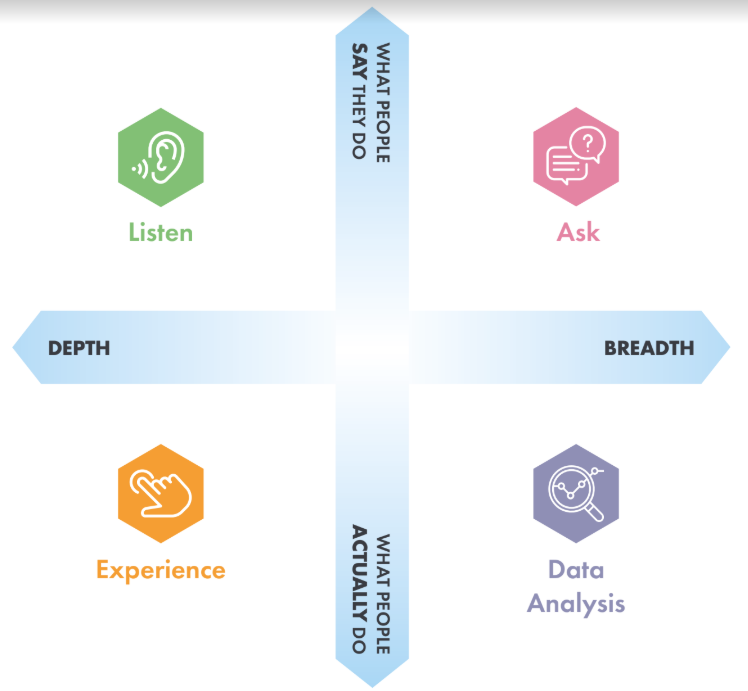 WHAT PEOPLE
SAY THEY DO
Listen
Ask
DEPTH
BREADTH
Experience
Data
Analysis
WHAT PEOPLE
ACTUALLY DO
?